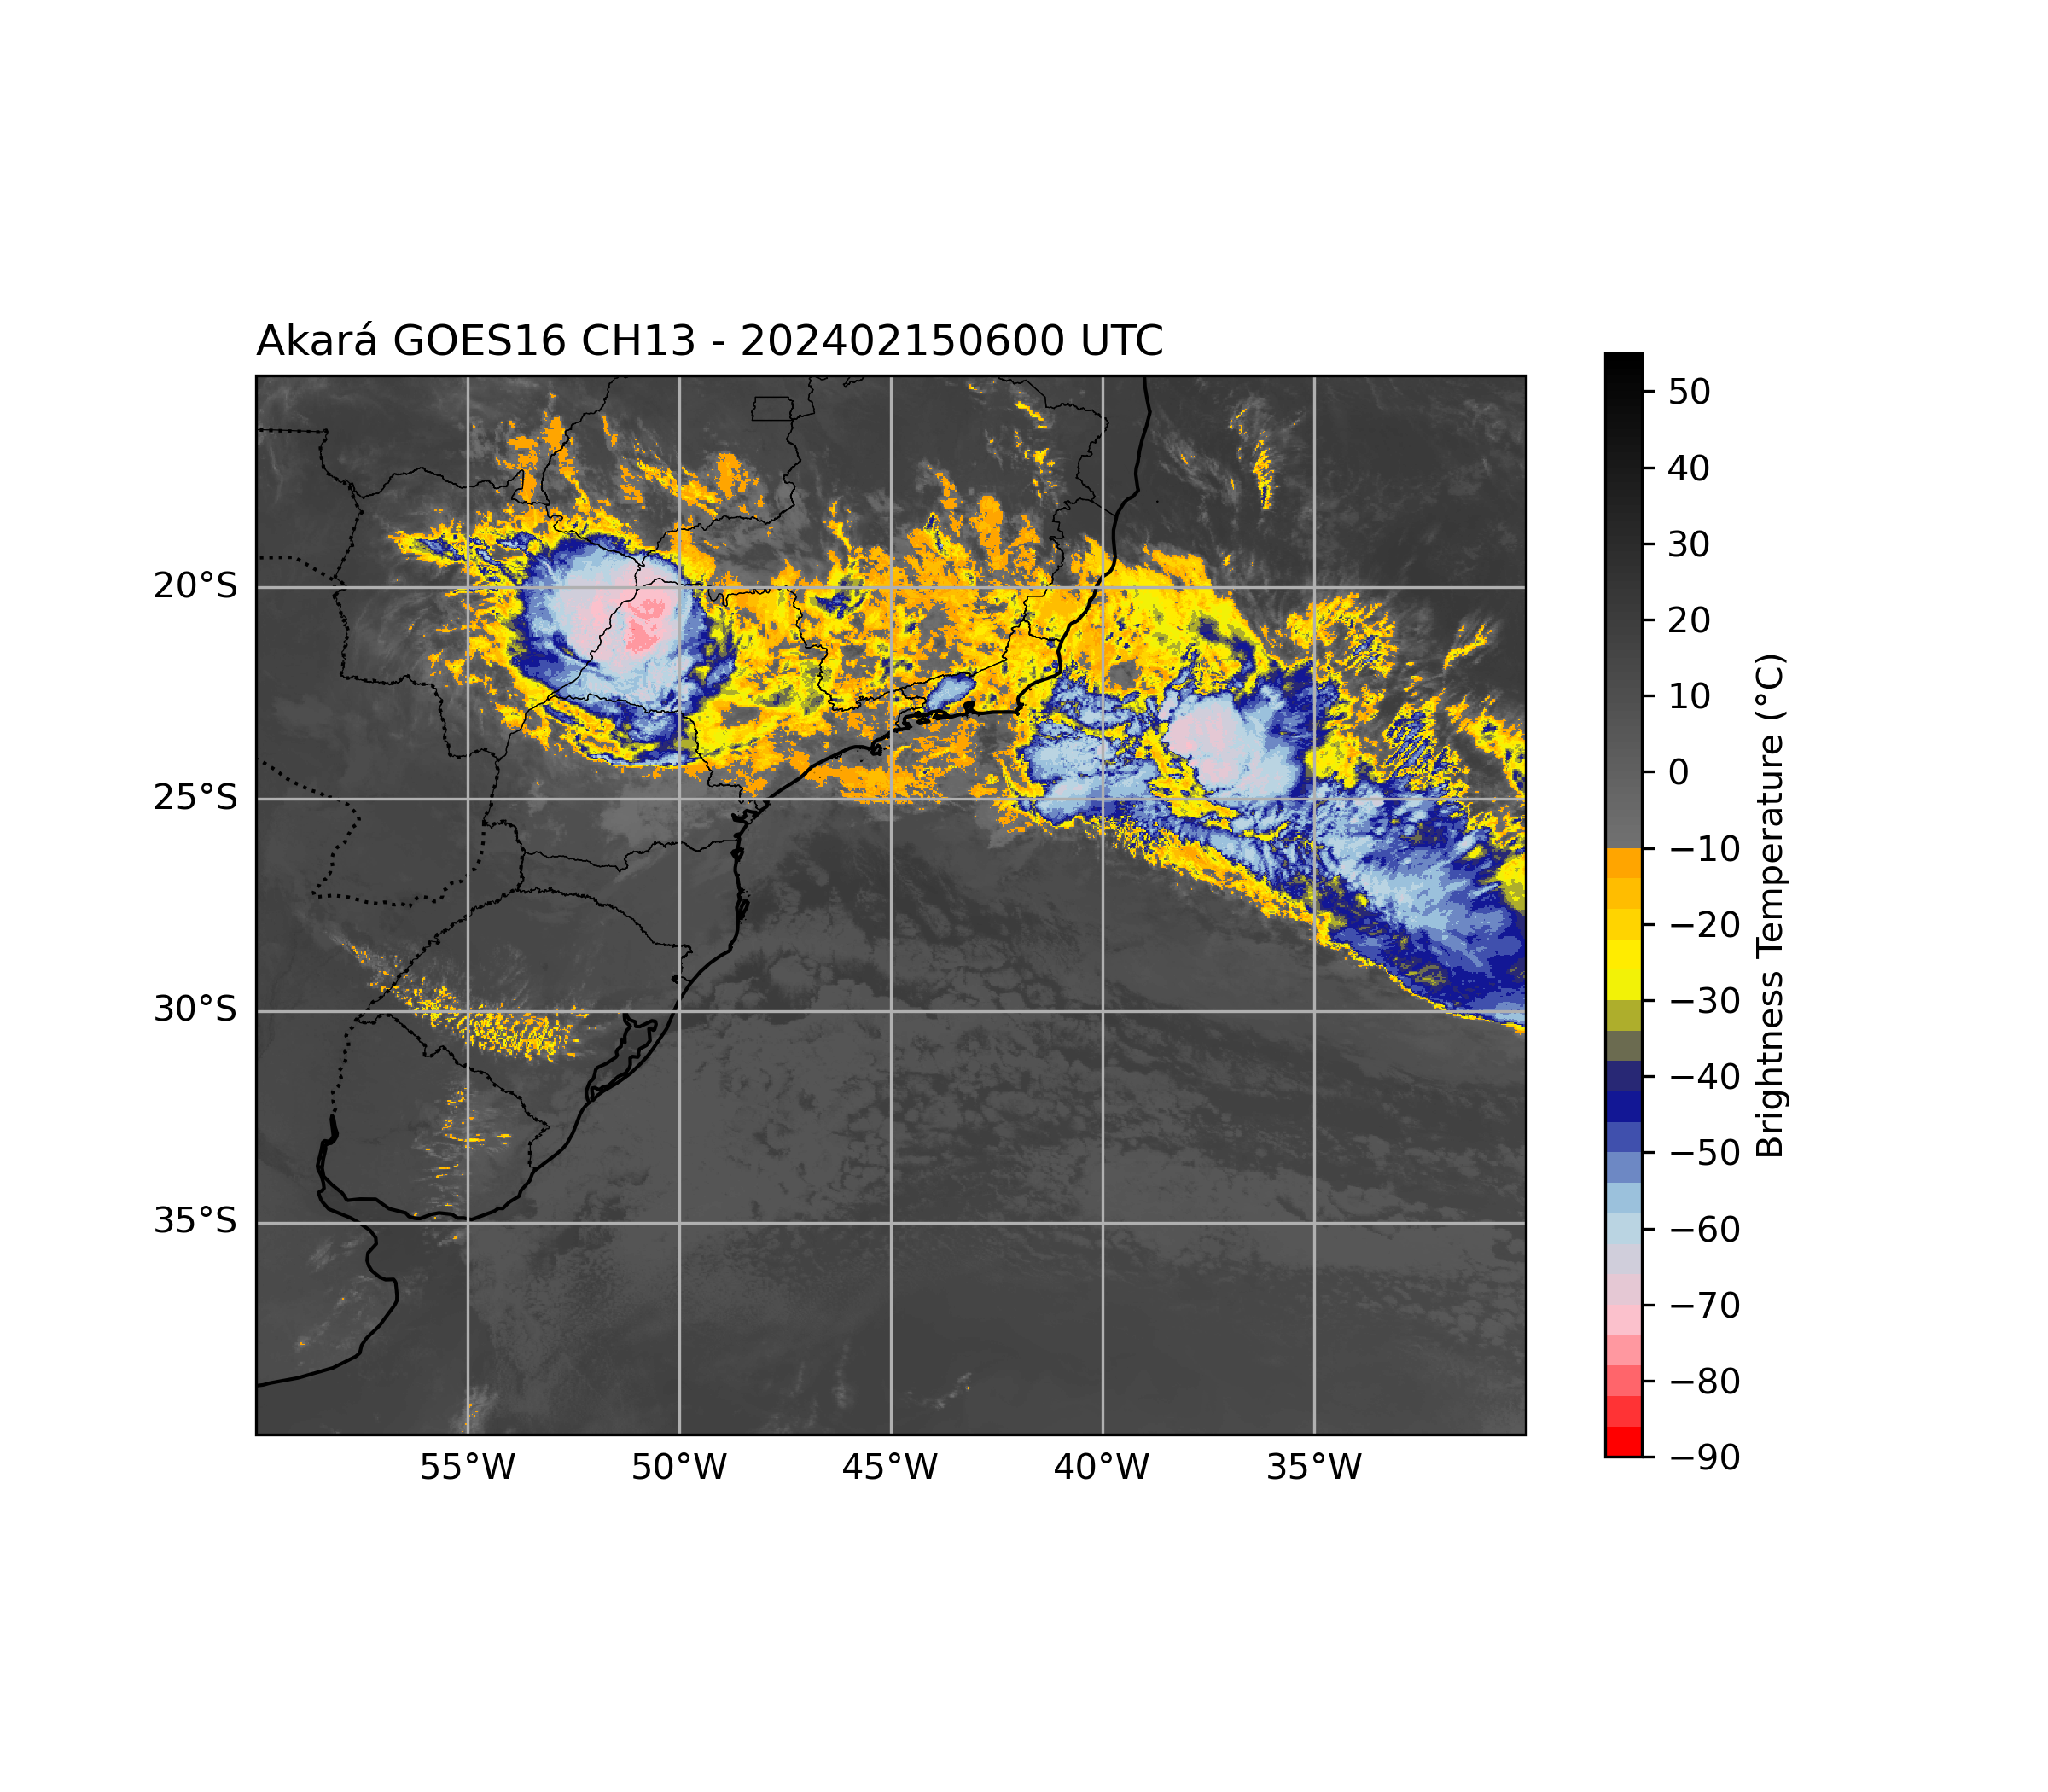 Akará GOES16 CH13 - 202402150600 UTC
20°S
25°S
30°S
35°S
55°W
50°W
45°W
40°W
35°W
50
40
30
20
10
0
−10
−20
−30
−40
−50
−60
−70
−80
−90
Brightness Temperature (°C)